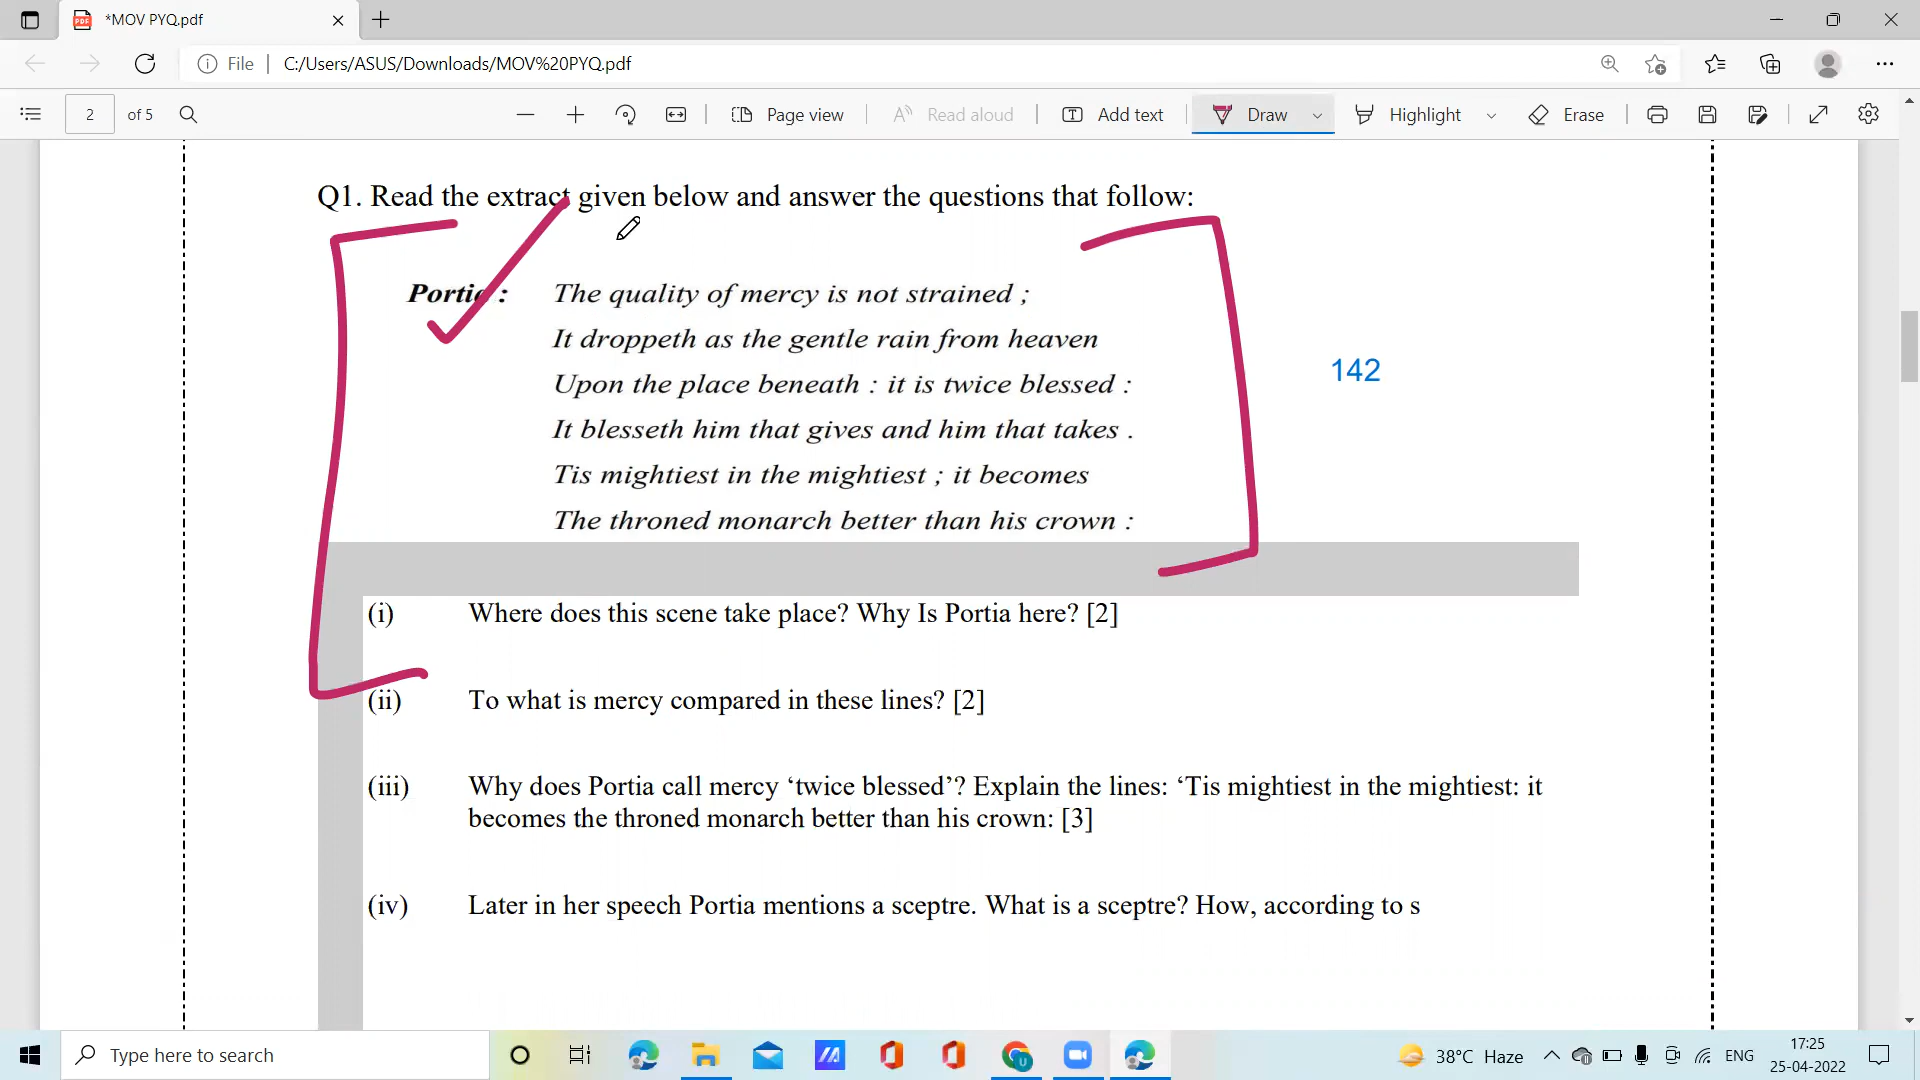 *MOV PYQ.pdf
File
C:/Users/ASUS/Downloads/MOV%20PYQ.pdf
2 of 5
Page view
Read aloud
Add text
Draw
Highlight
Erase
Q1. Read the extract given below and answer the questions that follow:
Portia : The quality of mercy is not strained ;
It droppeth as the gentle rain from heaven
Upon the place beneath : it is twice blessed :
It blesseth him that gives and him that takes .
Tis mightiest in the mightiest ; it becomes
The throned monarch better than his crown :
142
(i) Where does this scene take place? Why Is Portia here? [2]
(ii) To what is mercy compared in these lines? [2]
(iii) Why does Portia call mercy ‘twice blessed’? Explain the lines: ‘Tis mightiest in the mightiest: it
becomes the throned monarch better than his crown: [3]
(iv) Later in her speech Portia mentions a sceptre. What is a sceptre? How, according to s
Type here to search
38°C Haze
ENG
17:25
25-04-2022